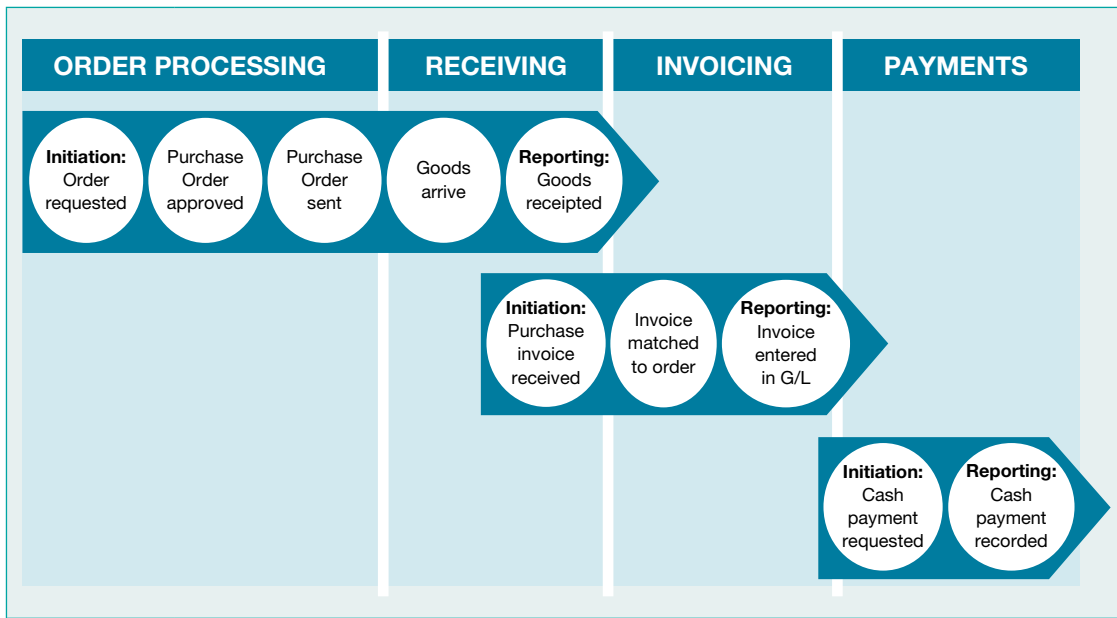 ORDER PROCESSING
RECEIVING
INVOICING
PAYMENTS
Initiation:
Order
requested
Purchase
Order
approved
Purchase
Order
sent
Goods
arrive
Reporting:
Goods
receipted
Initiation:
Purchase
invoice
received
Invoice
matched
to order
Reporting:
Invoice
entered
in G/L
Initiation:
Cash
payment
requested
Reporting:
Cash
payment
recorded